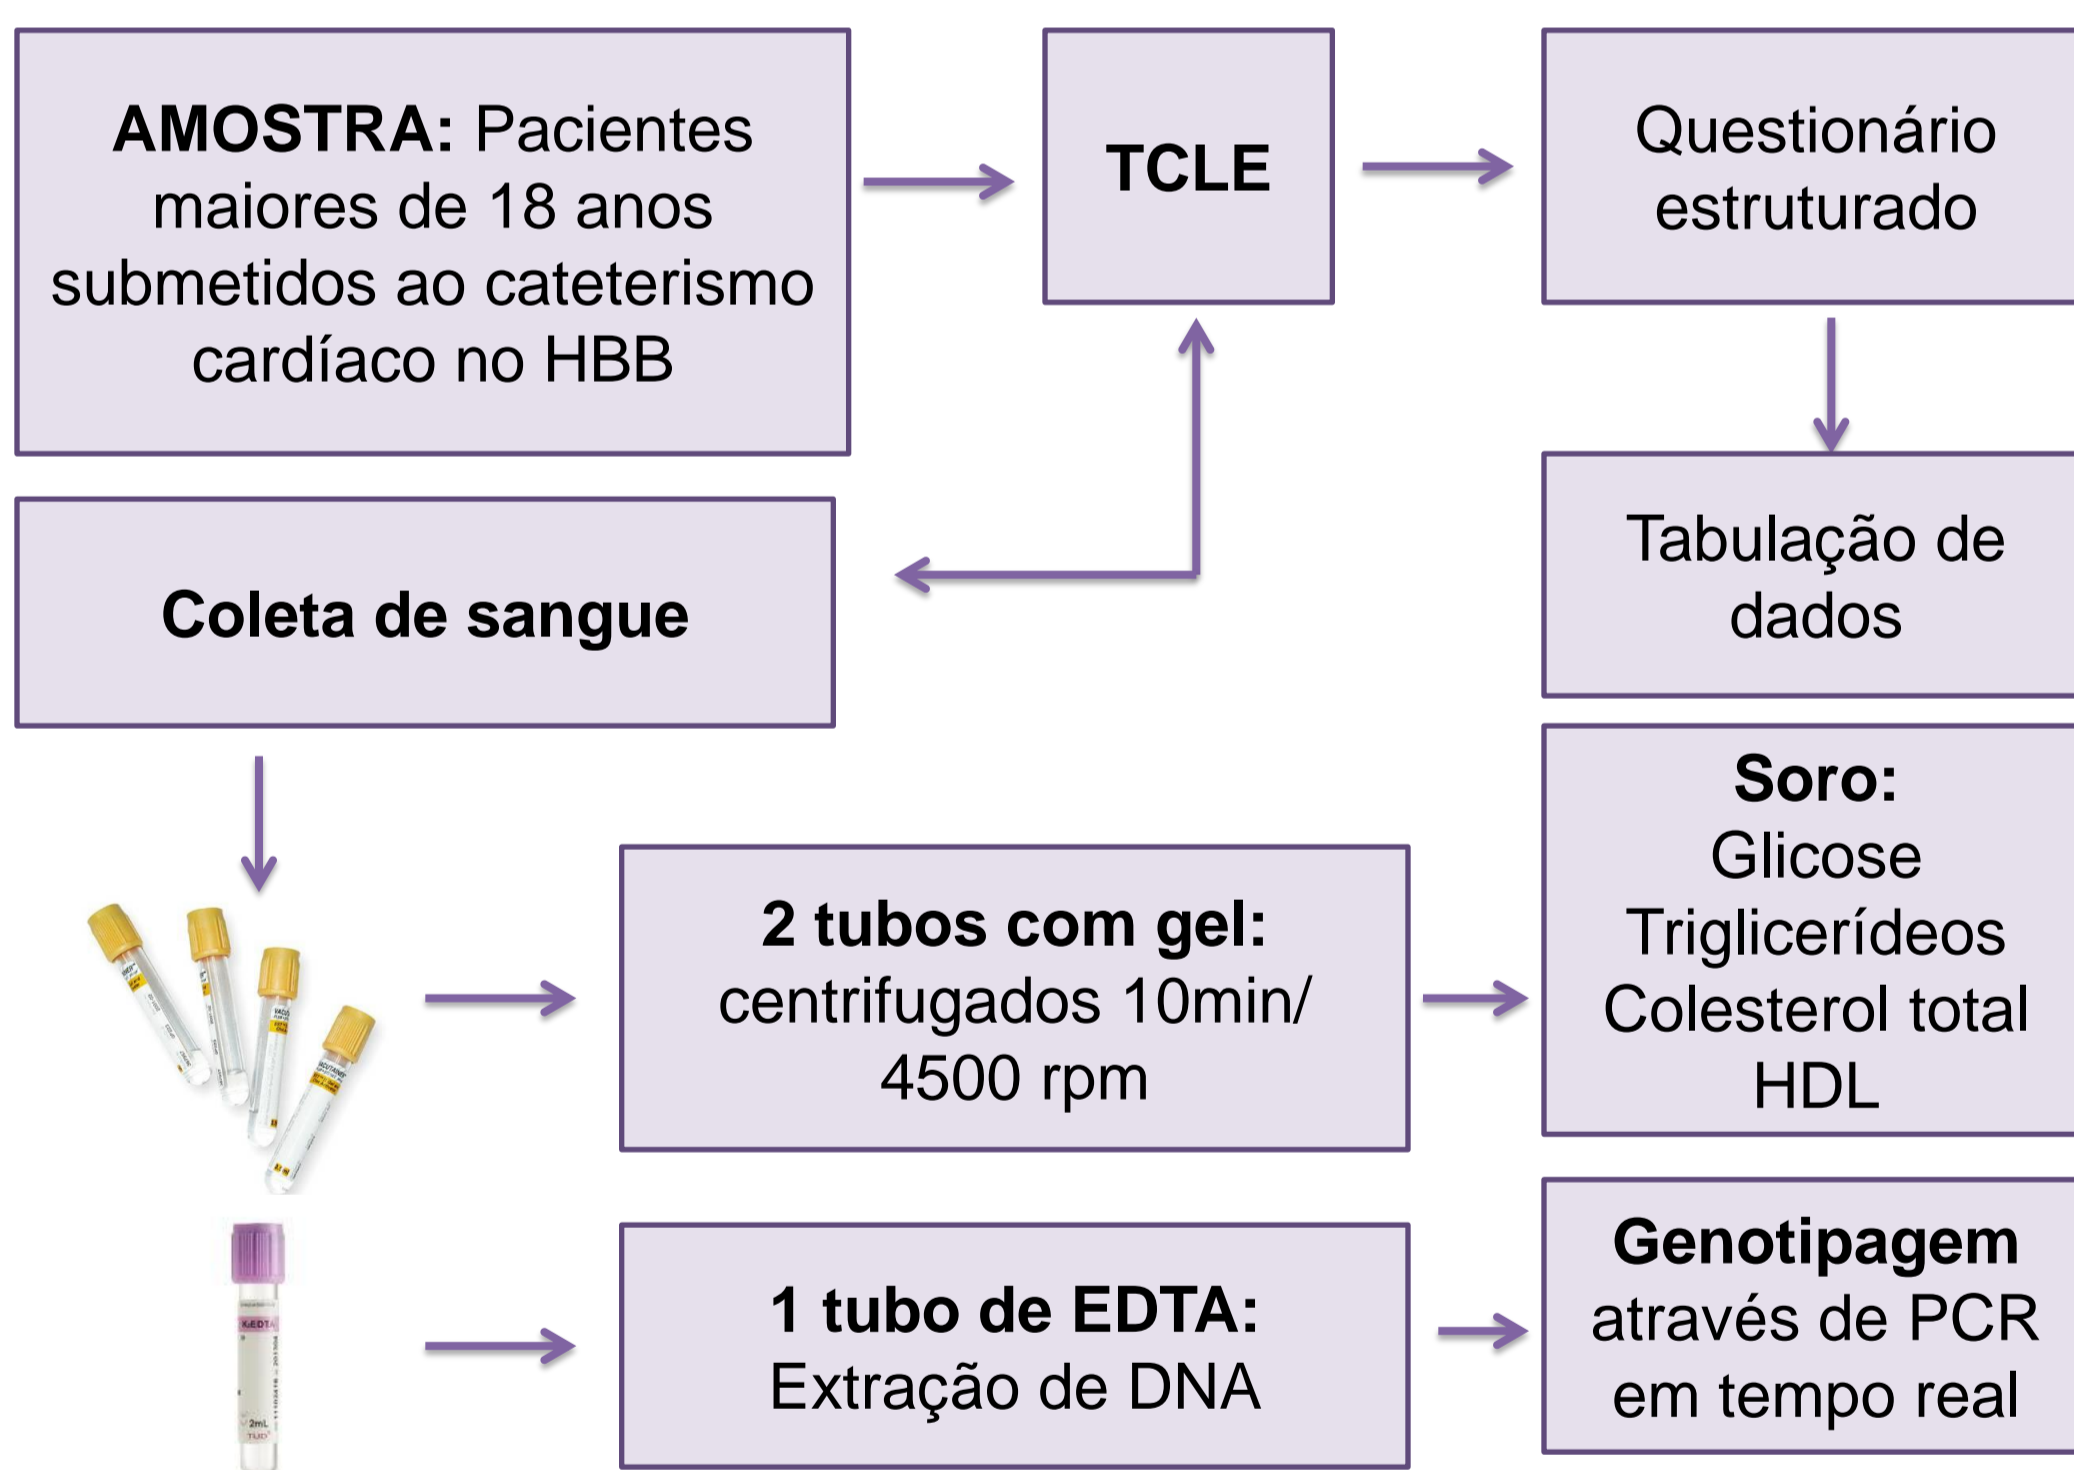 AMOSTRA: Pacientes
maiores de 18 anos
submetidos ao cateterismo
cardíaco no HBB
TCLE
Questionário
estruturado
Tabulação de
dados
Coleta de sangue
2 tubos com gel:
centrifugados 10min/
4500 rpm
Soro:
Glicose
Triglicerídeos
Colesterol total
HDL
K₂EDTA
2mL
1 tubo de EDTA:
Extração de DNA
Genotipagem
através de PCR
em tempo real